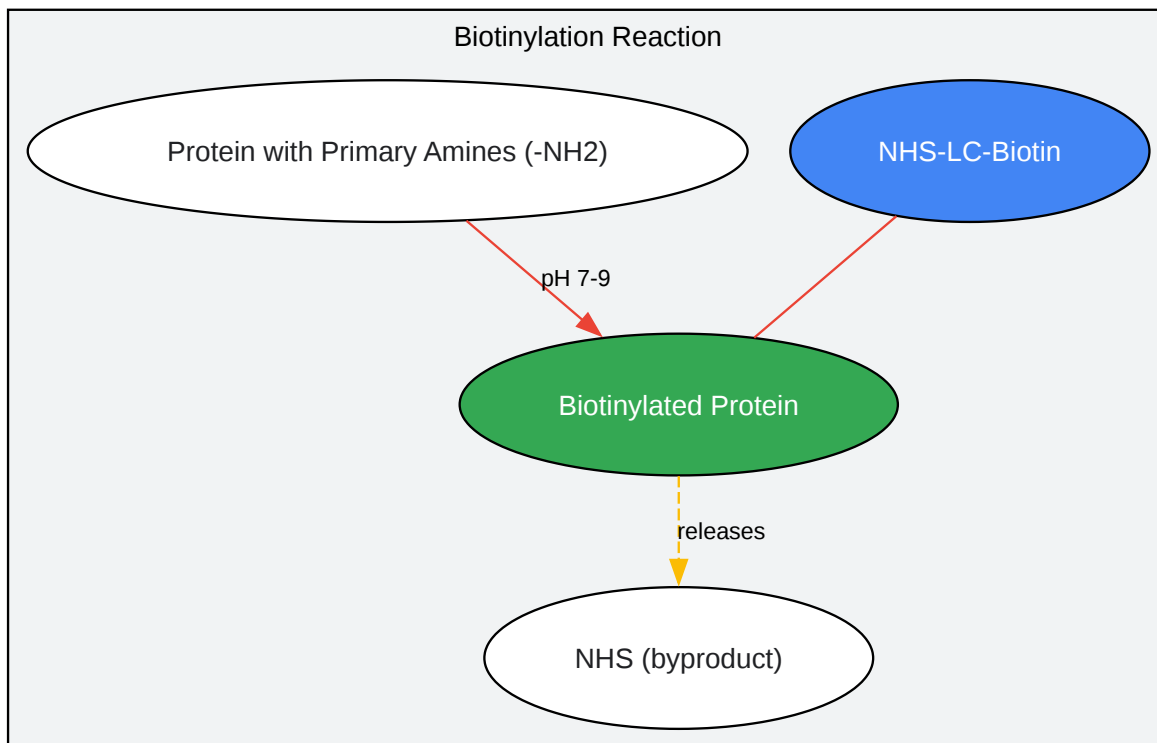 Biotinylation Reaction
Protein with Primary Amines (-NH2)
NHS-LC-Biotin
pH 7-9
Biotinylated Protein
releases
NHS (byproduct)